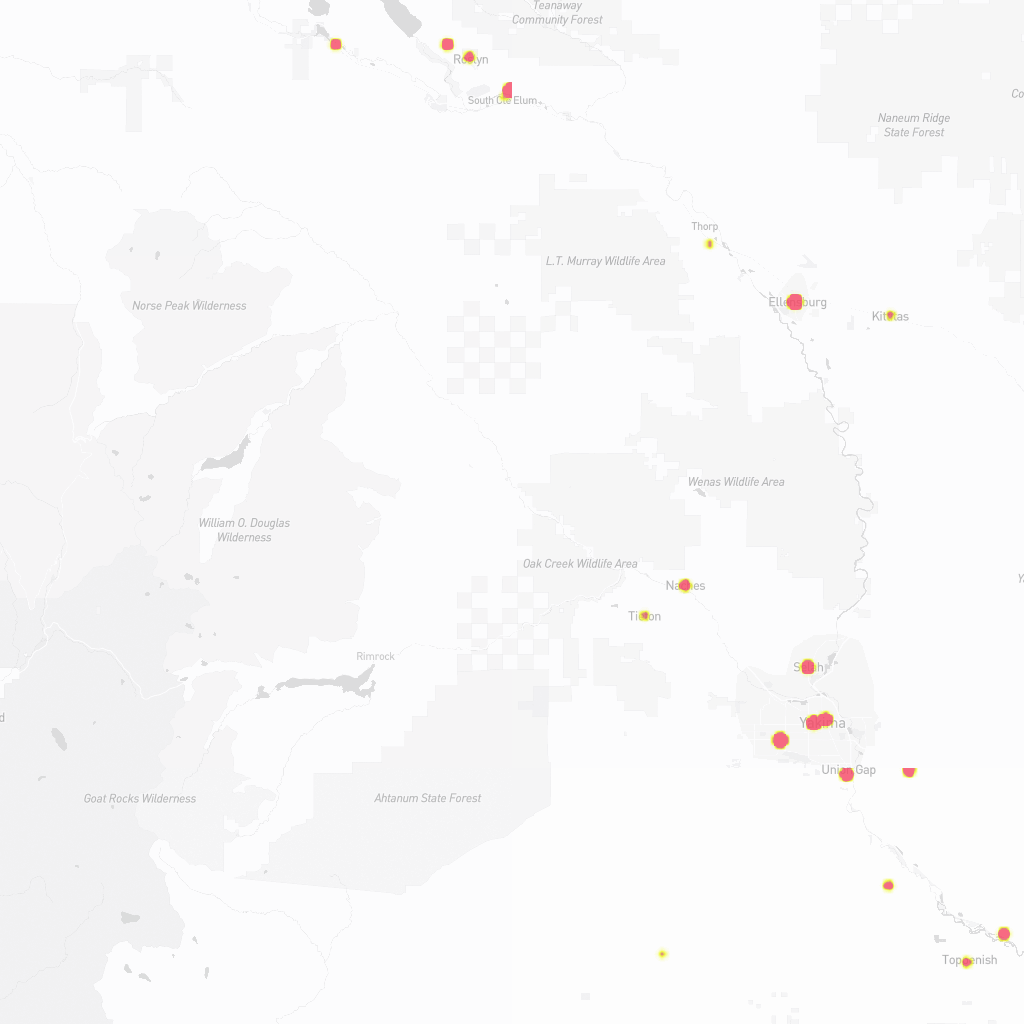 Teanaway
Community Forest
Roslyn
South Cle Elum
Naneum Ridge
State Forest
Thorp
L.T. Murray Wildlife Area
Norse Peak Wilderness
Ellensburg
Kittitas
Wenas Wildlife Area
William O. Douglas
Wilderness
Oak Creek Wildlife Area
Naches
Tieton
Rimrock
Selah
Yakima
Union Gap
Goat Rocks Wilderness
Ahtanum State Forest
Toppenish